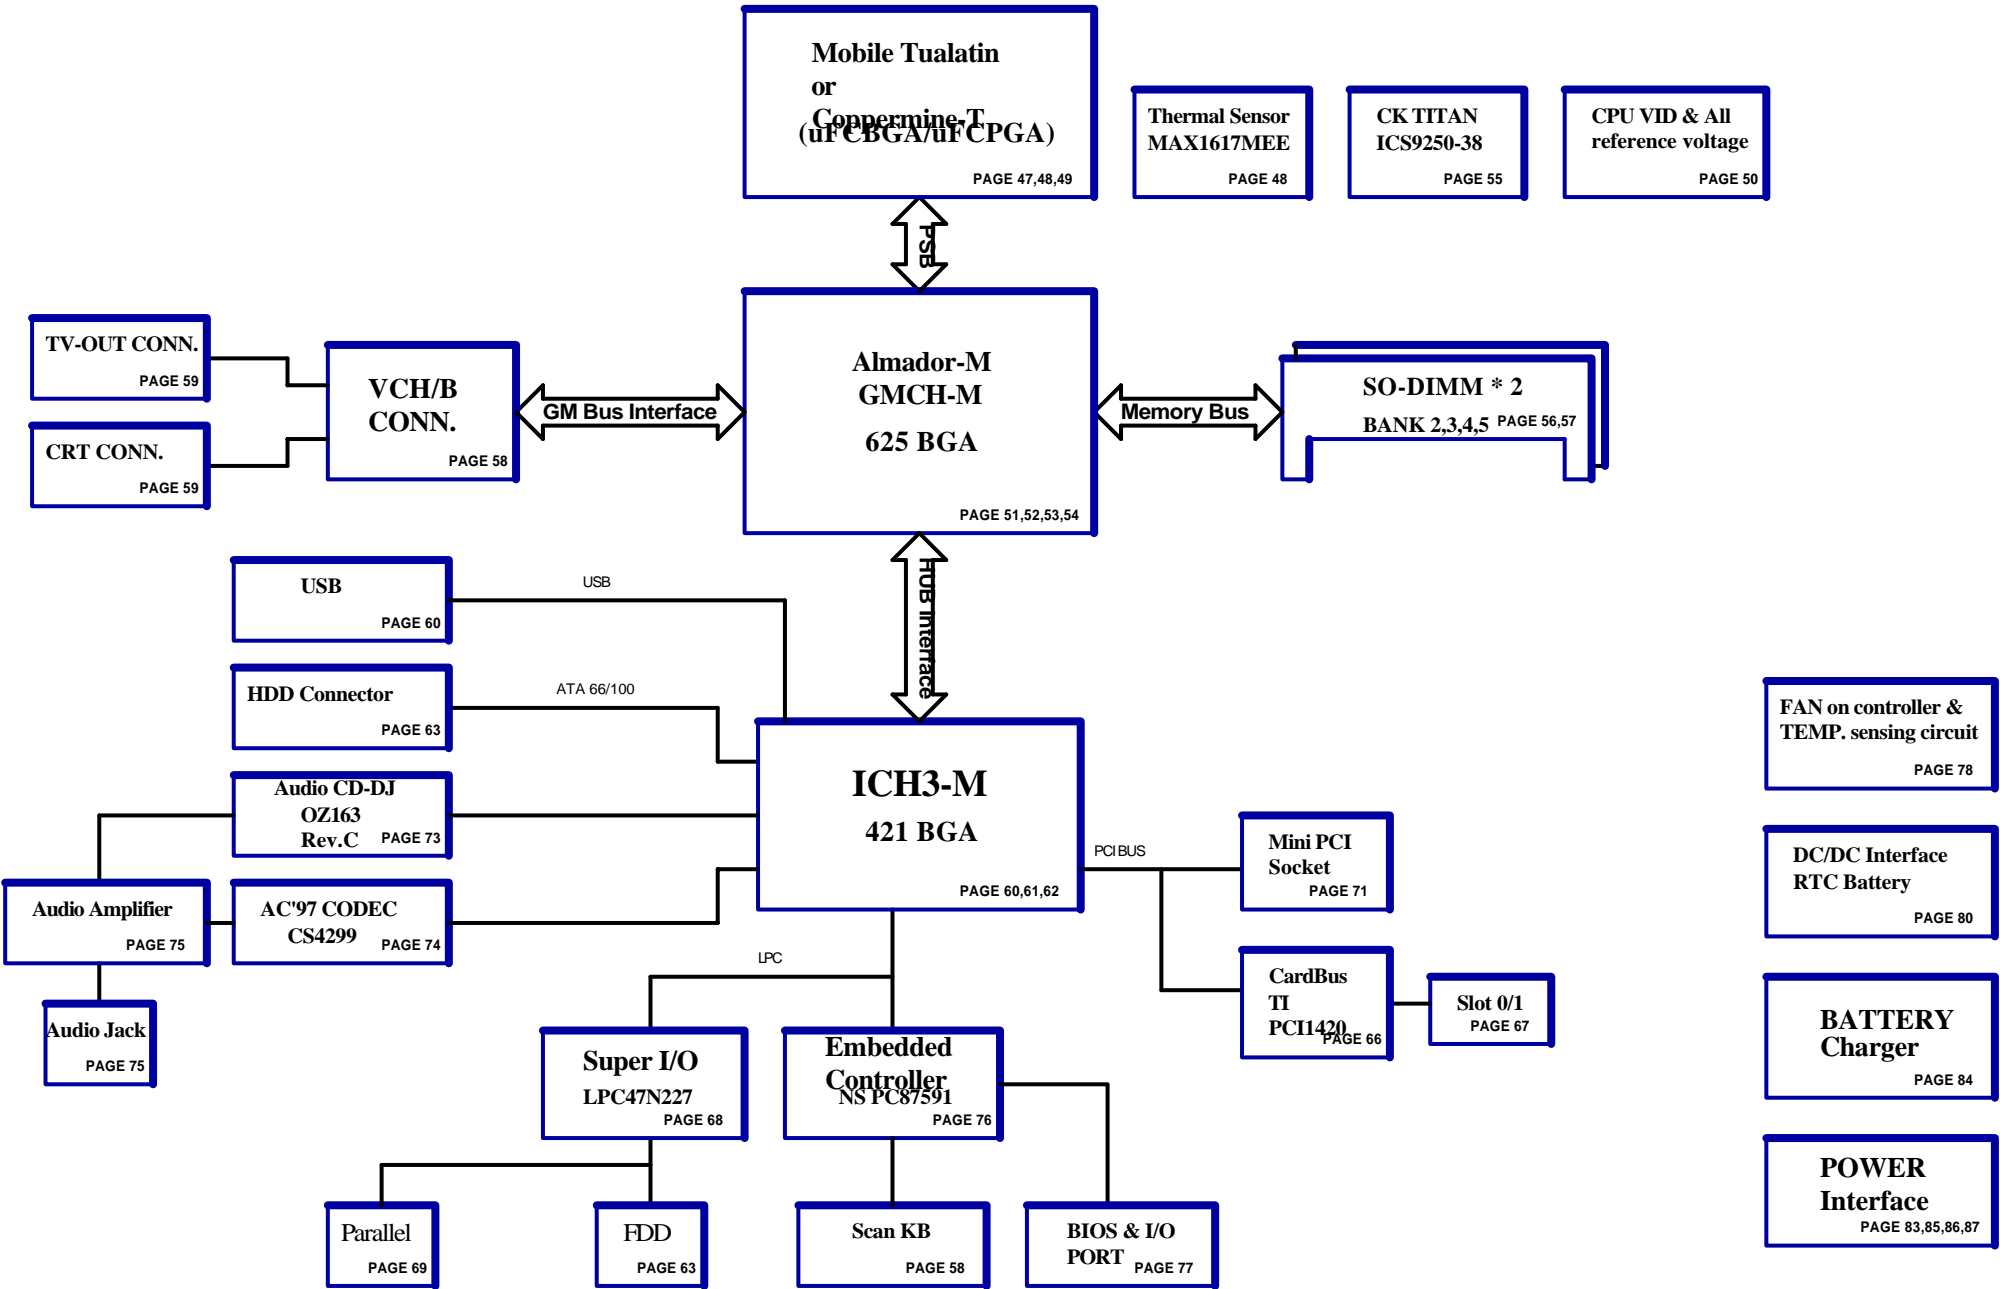 Mobile Tualatin
or
Coppermine-T
(uFCBGA/uFCPGA)
PAGE 47,48,49
Thermal Sensor
MAX1617MEE
PAGE 48
CK TITAN
ICS9250-38
PAGE 55
CPU VID & All
reference voltage
PAGE 50
PSB
TV-OUT CONN.
PAGE 59
CRT CONN.
PAGE 59
VCH/B
CONN.
PAGE 58
GM Bus Interface
Almador-M
GMCH-M
625 BGA
PAGE 51,52,53,54
Memory Bus
SO-DIMM * 2
BANK 2,3,4,5 PAGE 56,57
HUB Interface
USB
PAGE 60
USB
HDD Connector
PAGE 63
ATA 66/100
Audio CD-DJ
OZ163
Rev.C PAGE 73
Audio Amplifier
PAGE 75
AC'97 CODEC
CS4299
PAGE 74
Audio Jack
PAGE 75
ICH3-M
421 BGA
PAGE 60,61,62
PCI BUS
Mini PCI
Socket
PAGE 71
CardBus
TI
PCI1420
PAGE 66
Slot 0/1
PAGE 67
LPC
Super I/O
LPC47N227
PAGE 68
Embedded
Controller
NS PC87591
PAGE 76
Parallel
PAGE 69
FDD
PAGE 63
Scan KB
PAGE 58
BIOS & I/O
PORT
PAGE 77
FAN on controller &
TEMP. sensing circuit
PAGE 78
DC/DC Interface
RTC Battery
PAGE 80
BATTERY
Charger
PAGE 84
POWER
Interface
PAGE 83,85,86,87